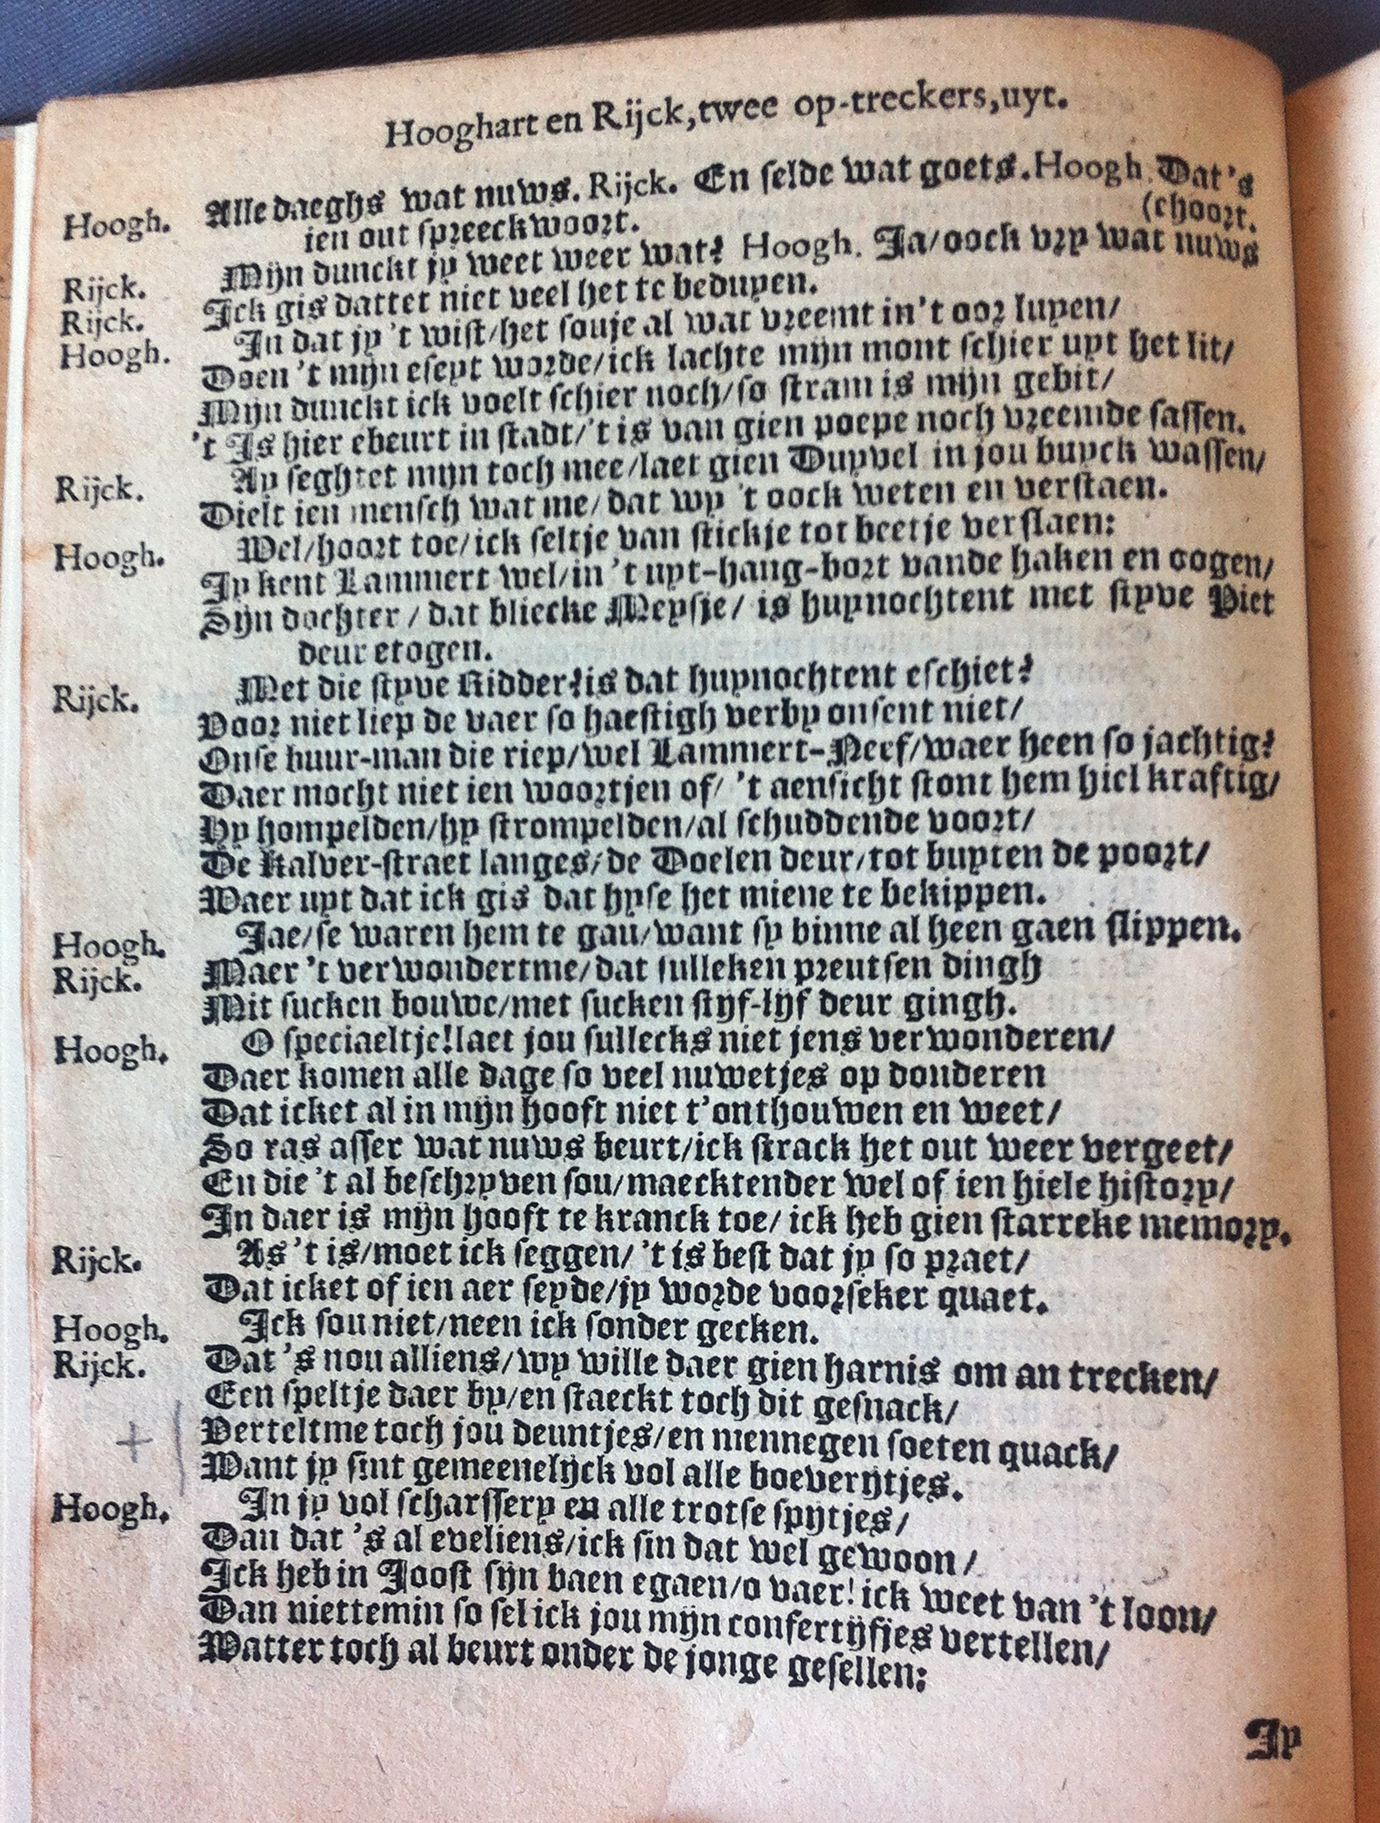 Hooghart en Rijck, twee op-treckers, uyt.
Hoogh. Alle daeghs wat nuws. Rijck. En selde wat goets. Hoogh. Dat's
ien out spreeckwoort. (choort.
Rijck. Mijn dunckt jy weet weer wat? Hoogh. Ja/oock vry wat nuws
Rijck. Ick gis dattet niet veel het te beduyen.
Hoogh. In dat jy 't wist/het souje al wat vreemt in 't oor luyen/
Doen 't mijn eseyt worde/ick lachte mijn mont schier uyt het lit/
Mijn dunckt ick voelt schier noch/so stram is mijn gebit/
't Is hier ebeurt in stadt/'t is van gien poepe noch vreemde sassen.
Rijck. Ay seghtet mijn toch mee/laet gien Duyvel in jou buyck wassen/
Dielt ien mensch wat me/dat wy 't oock weten en verstaen.
Hoogh. Wel/hoort toe/ick seltje van stickje tot beetje verslaen:
Jy kent Lammert wel/in 't uyt-hang-bort vande haken en oogen/
Sijn dochter/dat bliecke Meysje/is huynochtent met styve Piet
deur etogen.
Rijck. Met die styve Ridder?is dat huynochtent eschiet?
Voor niet liep de vaer so haestigh verby onsent niet/
Onse buur-man die riep/wel Lammert-Neef/waer heen so jachtig?
Daer mocht niet ien woortjen of/'t aensicht stont hem hiel kraftig/
Hy hompelden/hy strompelden/al schuddende voort/
De Kalver-straet langes/de Doelen deur/tot buyten de poort/
Waer uyt dat ick gis dat hyse het miene te bekippen.
Hoogh. Jae/se waren hem te gau/want sy binne al heen gaen slippen.
Rijck. Maer 't verwondertme/dat sulleken preutsen dingh
Mit sucken bouwe/met sucken stijf-lijf deur gingh.
Hoogh. O speciaeltje!laet jou sullecks niet jens verwonderen/
Daer komen alle dage so veel nuwetjes op donderen
Dat icket al in mijn hooft niet t'onthouwen en weet/
So ras asser wat nuws beurt/ick strack het out weer vergeet/
En die 't al beschryven sou/maecktender wel of ien hiele history/
In daer is mijn hooft te kranck toe/ick heb gien starreke memory.
Rijck. As 't is/moet ick seggen/'t is best dat jy so praet/
Dat icket of ien aer seyde/jy worde voorseker quaet.
Hoogh. Ick sou niet/neen ick sonder gecken.
Rijck. Dat 's nou alliens/wy wille daer gien harnis om an trecken/
Een speltje daer by/en staeckt toch dit gesnack/
Verteltme toch jou deuntjes/en mennegen soeten quack/
Want jy sint gemeenelijck vol alle boeverijtjes.
Hoogh. In jy vol scharssery en alle trotse spijtjes/
Dan dat 's al eveliens/ick sin dat wel gewoon/
Ick heb in Joost sijn baen egaen/o vaer! ick weet van 't loon/
Dan niettemin so sel ick jou mijn confertijfjes vertellen/
Watter toch al beurt onder de jonge gesellen:
Jy